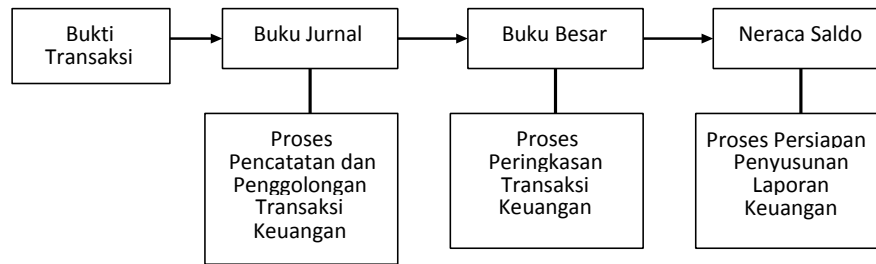 Bukti
Transaksi
Buku Jurnal
Buku Besar
Neraca Saldo
Proses
Pencatatan dan
Penggolongan
Transaksi
Keuangan
Proses
Peringkasan
Transaksi
Keuangan
Proses Persiapan
Penyusunan
Laporan
Keuangan